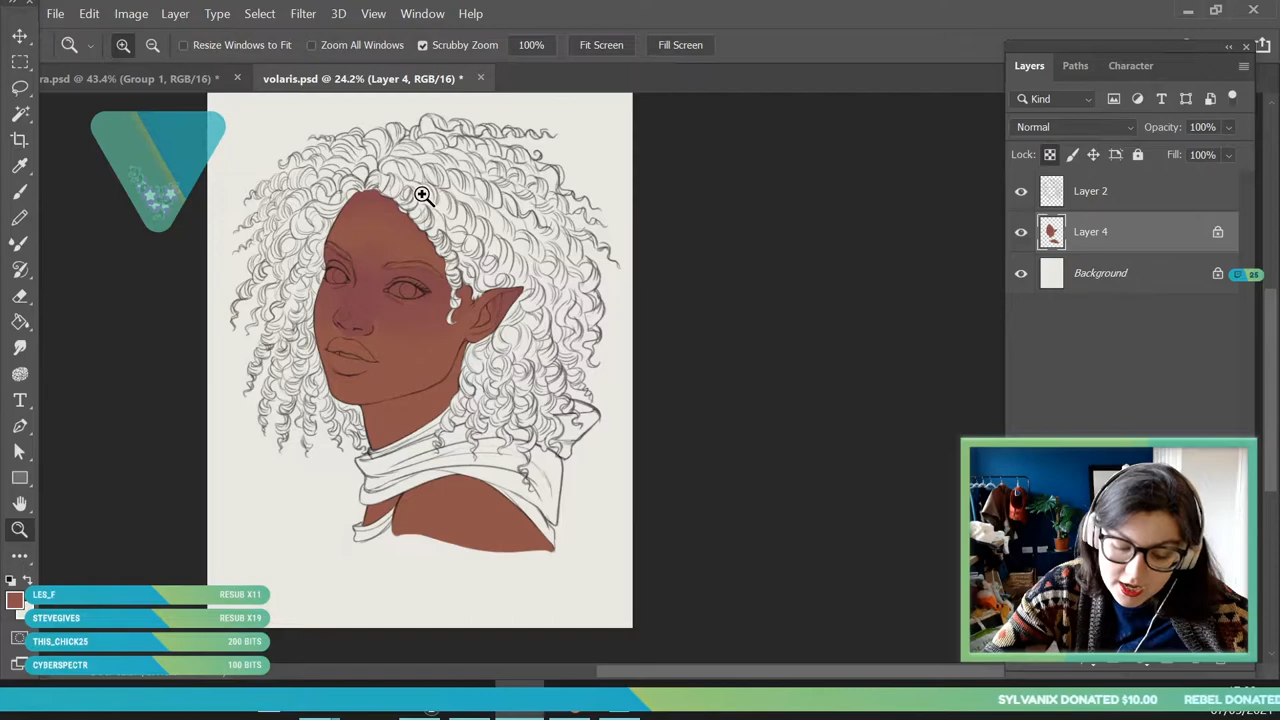 File Edit Image Layer Type Select Filter 3D View Window Help
Resize Windows to Fit Zoom All Windows Scrubby Zoom 100% Fit Screen Fill Screen
ra.psd @ 43.4% (Group 1, RGB/16) *
volaris.psd @ 24.2% (Layer 4, RGB/16) *
Layers Paths Character
Kind
Normal Opacity: 100%
Lock: Fill: 100%
Layer 2
Layer 4
Background
25
LES_F RESUB X11
STEVEGIVES RESUB X19
THIS_CHICK25 200 BITS
CYBERSPECTR 100 BITS
SYLVANIX DONATED $10.00 REBEL DONATED